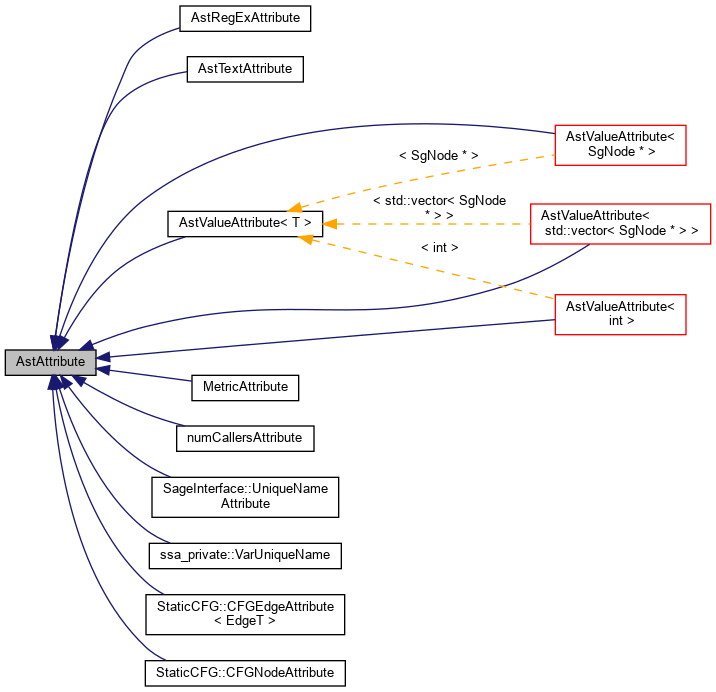 AstRegExAttribute
AstTextAttribute
AstValueAttribute<
SgNode * >
< SgNode * >
< std::vector< SgNode
* > >
AstValueAttribute< T >
AstValueAttribute<
std::vector< SgNode * > >
< int >
AstValueAttribute<
int >
AstAttribute
MetricAttribute
numCallersAttribute
SageInterface::UniqueName
Attribute
ssa_private::VarUniqueName
StaticCFG::CFGEdgeAttribute
< EdgeT >
StaticCFG::CFGNodeAttribute